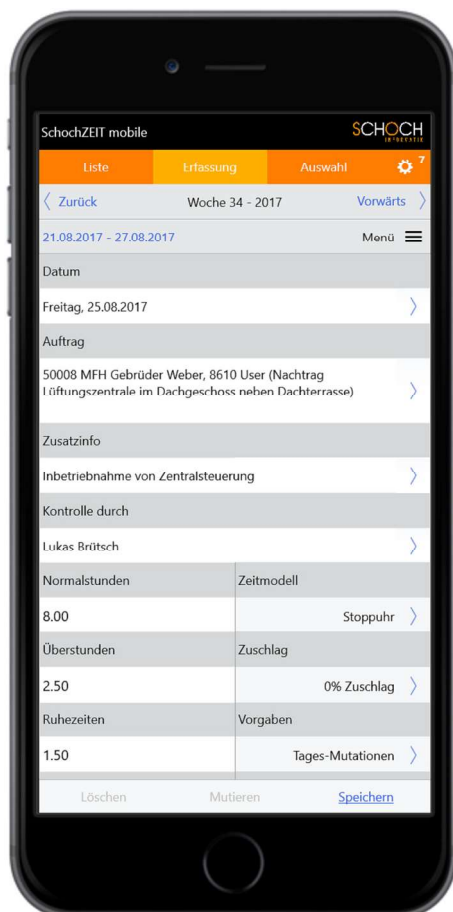 SchochZEIT mobile
SCHOCH
INFORMATIK
Liste Erfassung Auswahl 7
Zurück Woche 34 - 2017 Vorwärts
21.08.2017 - 27.08.2017 Menü
Datum
Freitag, 25.08.2017
Auftrag
50008 MFH Gebrüder Weber, 8610 User (Nachtrag
Lüftungszentrale im Dachgeschoss neben Dachterrasse)
Zusatzinfo
Inbetriebnahme von Zentralsteuerung
Kontrolle durch
Lukas Brütsch
Normalstunden Zeitmodell
8.00 Stoppuhr
Überstunden Zuschlag
2.50 0% Zuschlag
Ruhezeiten Vorgaben
1.50 Tages-Mutationen
Löschen Mutieren Speichern